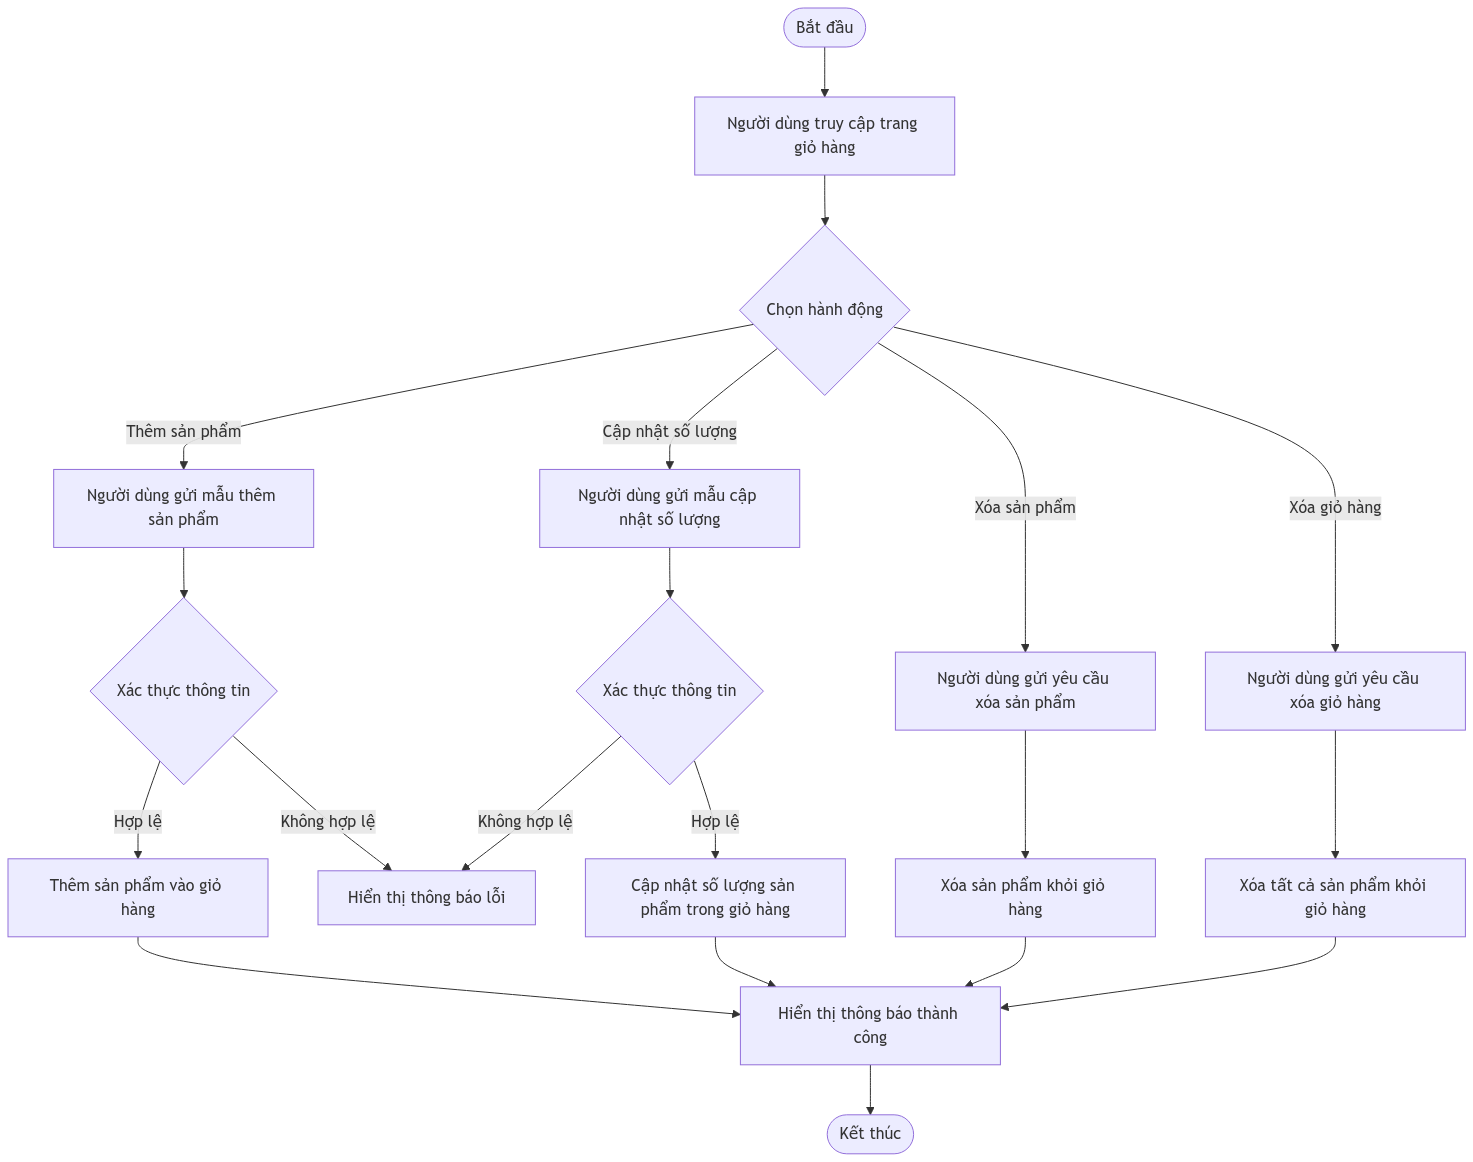 Bắt đầu
Người dùng truy cập trang
giỏ hàng
Chọn hành động
Thêm sản phẩm
Cập nhật số lượng
Người dùng gửi mẫu thêm
sản phẩm
Người dùng gửi mẫu cập
nhật số lượng
Xóa sản phẩm
Xóa giỏ hàng
Xác thực thông tin
Xác thực thông tin
Người dùng gửi yêu cầu
xóa sản phẩm
Người dùng gửi yêu cầu
xóa giỏ hàng
Hợp lệ
Không hợp lệ
Không hợp lệ
Hợp lệ
Thêm sản phẩm vào giỏ
hàng
Hiển thị thông báo lỗi
Cập nhật số lượng sản
phẩm trong giỏ hàng
Xóa sản phẩm khỏi giỏ
hàng
Xóa tất cả sản phẩm khỏi
giỏ hàng
Hiển thị thông báo thành
công
Kết thúc